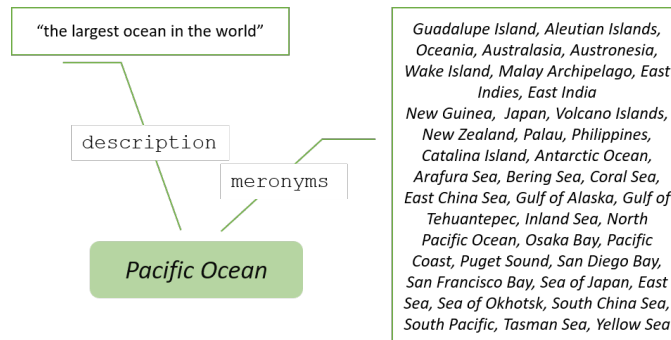 “the largest ocean in the world”
description
meronyms
Pacific Ocean
Guadalupe Island, Aleutian Islands,
Oceania, Australasia, Austronesia,
Wake Island, Malay Archipelago, East
Indies, East India
New Guinea, Japan, Volcano Islands,
New Zealand, Palau, Philippines,
Catalina Island, Antarctic Ocean,
Arafura Sea, Bering Sea, Coral Sea,
East China Sea, Gulf of Alaska, Gulf of
Tehuantepec, Inland Sea, North
Pacific Ocean, Osaka Bay, Pacific
Coast, Puget Sound, San Diego Bay,
San Francisco Bay, Sea of Japan, East
Sea, Sea of Okhotsk, South China Sea,
South Pacific, Tasman Sea, Yellow Sea